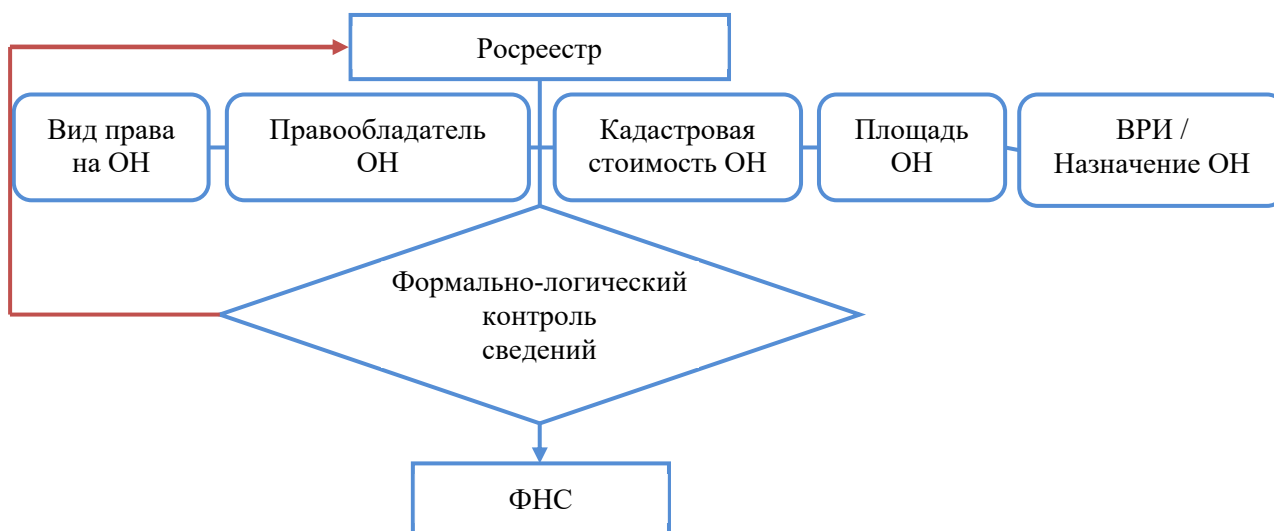 Росреестр
Вид права
на ОН
Правообладатель
ОН
Кадастровая
стоимость ОН
Площадь
ОН
ВРИ /
Назначение ОН
Формально-логический
контроль
сведений
ФНС